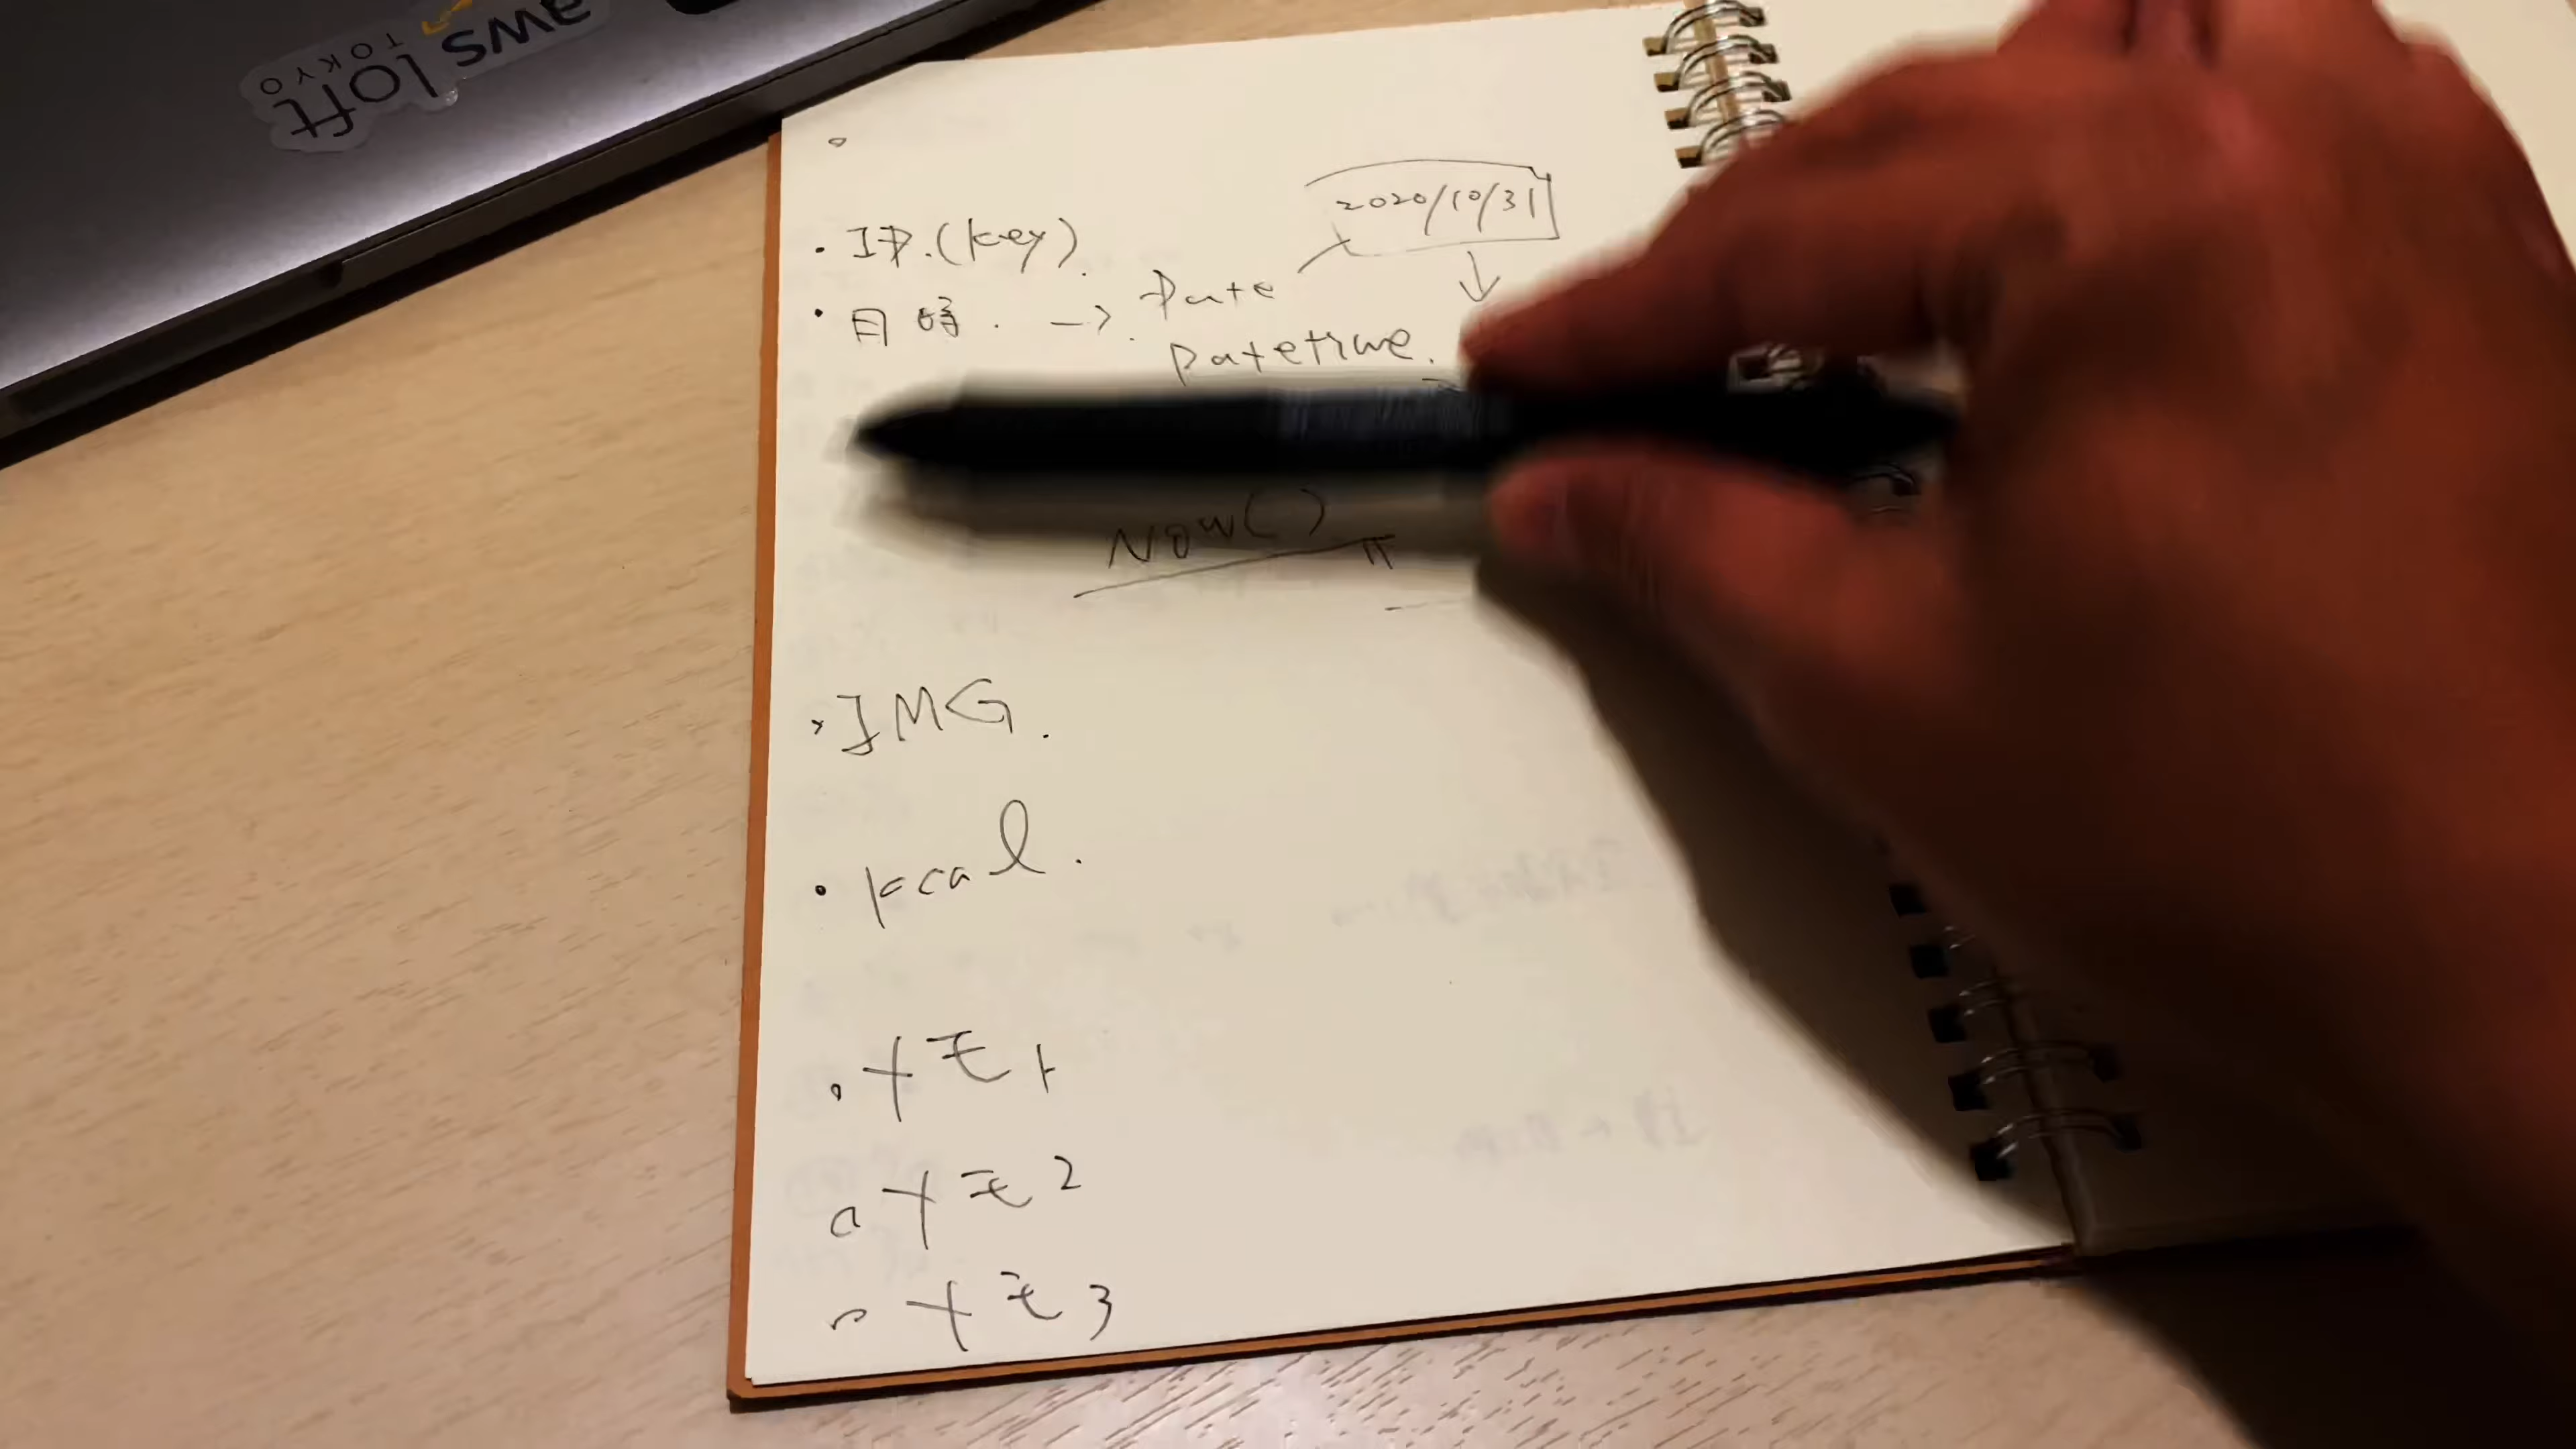 aws loft
TOKYO
2020/10/31
・ID.(key).
・日時. → Date
Datetime.
NOW()
・IMG.
・kcal.
・メモ1
・メモ2
・メモ3